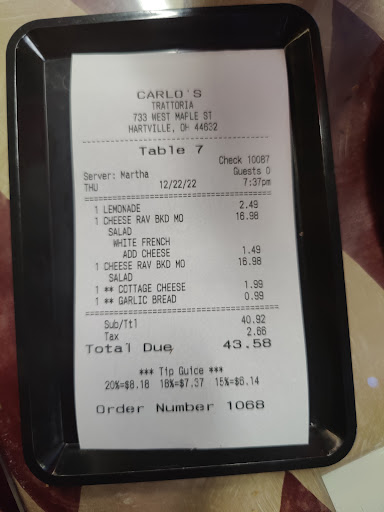 CARLO'S
TRATTORIA
733 WEST MAPLE ST
HARTVILLE, OH 44632
Table 7
Check 10087
Server: Martha Guests 0
THU 12/22/22 7:37pm
1 LEMONADE 2.49
1 CHEESE RAV BKD MO 16.98
SALAD
WHITE FRENCH
ADD CHEESE 1.49
1 CHEESE RAV BKD MO 16.98
SALAD
1 ** COTTAGE CHEESE 1.99
1 ** GARLIC BREAD 0.99
Sub/Ttl 40.92
Tax 2.66
Total Due 43.58
*** Tip Guice ***
20%=$8.18 18%=$7.37 15%=$6.14
Order Number 1068